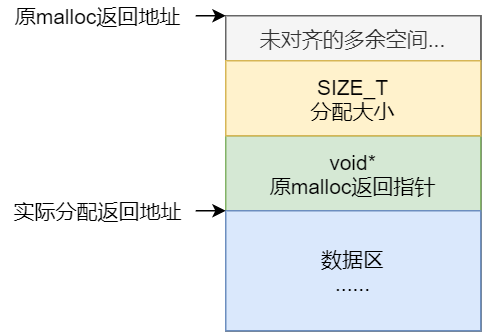 原malloc返回地址
未对齐的多余空间...
SIZE_T
分配大小
void*
原malloc返回指针
实际分配返回地址
数据区
......